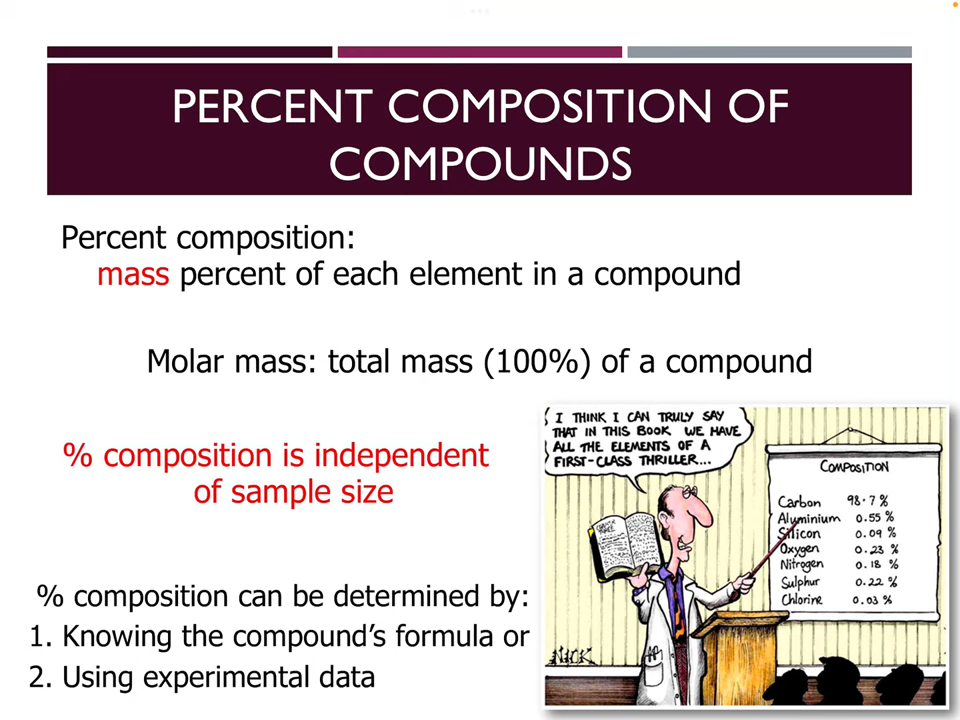 PERCENT COMPOSITION OF
COMPOUNDS
Percent composition:
mass percent of each element in a compound
Molar mass: total mass (100%) of a compound
% composition is independent
of sample size
% composition can be determined by:
1. Knowing the compound’s formula or
2. Using experimental data
I THINK I CAN TRULY SAY
THAT IN THIS BOOK WE HAVE
ALL THE ELEMENTS OF A
FIRST-CLASS THRILLER...
COMPOSITION
Carbon 98.7 %
Aluminium 0.55 %
Silicon 0.09 %
Oxygen 0.23 %
Nitrogen 0.18 %
Sulphur 0.22 %
Chlorine 0.03 %
NICK